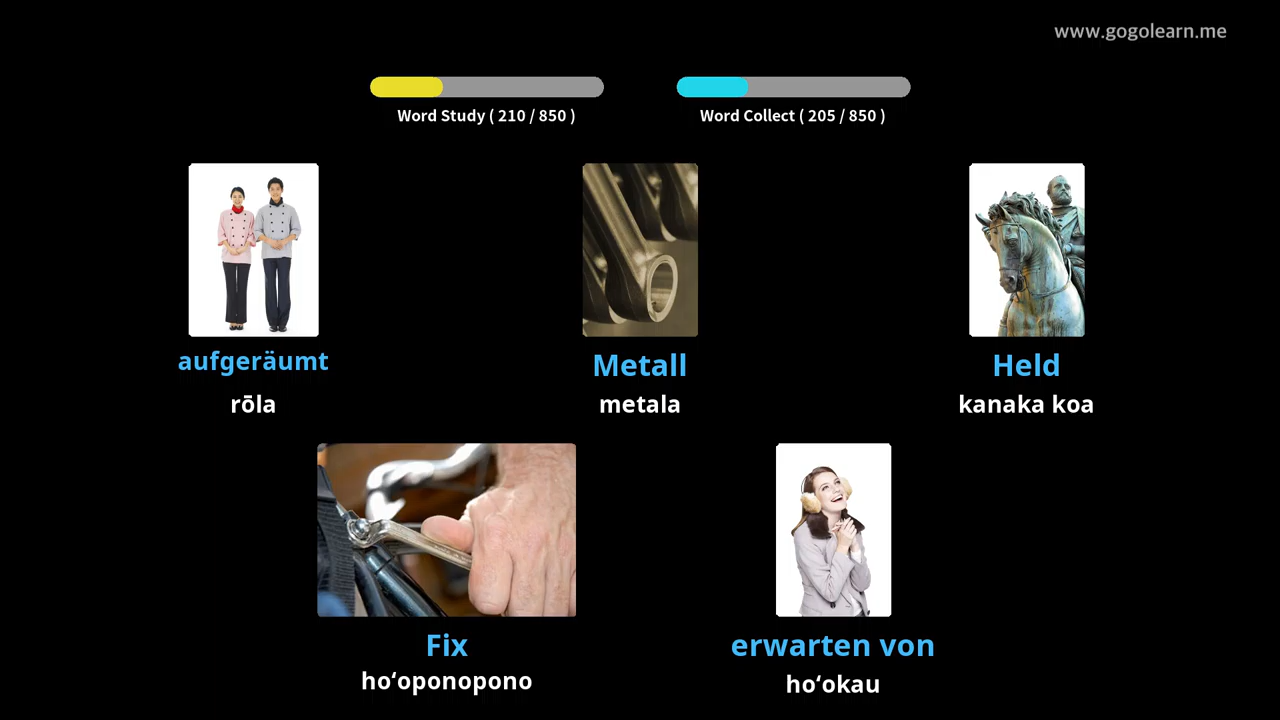 www.gogolearn.me
Word Study ( 210 / 850 )
Word Collect ( 205 / 850 )
aufgeräumt
rōla
Metall
metala
Held
kanaka koa
Fix
hoʻoponopono
erwarten von
hoʻokau